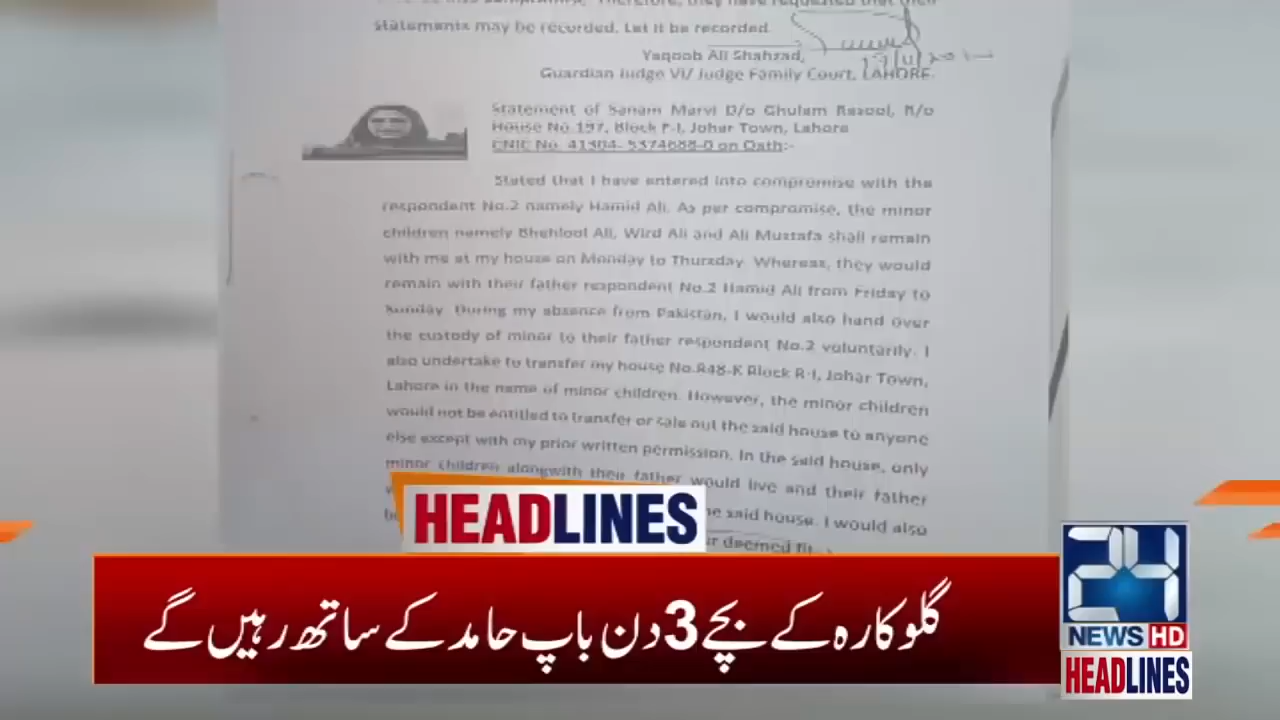 statements may be recorded. Let it be recorded.
Yaqoob Ali Shahzad,
Guardian Judge VI/ Judge Family Court, LAHORE
Statement of Sanam Marvi D/o Ghulam Rasool, R/o
House No.197, Block F-I, Johar Town, Lahore
CNIC No. 41304- 5374688-0 on Oath:-
Stated that I have entered into compromise with the
respondent No.2 namely Hamid Ali. As per compromise, the minor
children namely Bhehlool Ali, Wird Ali and Ali Mustafa shall remain
with me at my house on Monday to Thurzday. Whereas, they would
remain with their father respondent No.2 Hamid Ali from Friday to
Sunday. During my absence from Pakistan, I would also hand over
the custody of minor to their father respondent No.2 voluntarily. I
also undertake to transfer my house No.848-K Block R-I, Johar Town,
Lahore in the name of minor children. However, the minor children
would not be entitled to transfer or sale out the said house to anyone
else except with my prior written permission. In the said house, only
minor children alongwith their father would live and their father
said house. I would also
deemed fit
HEADLINES
گلوکارہ کے بچے 3 دن باپ حامد کے ساتھ رہیں گے
24
NEWS HD
HEADLINES